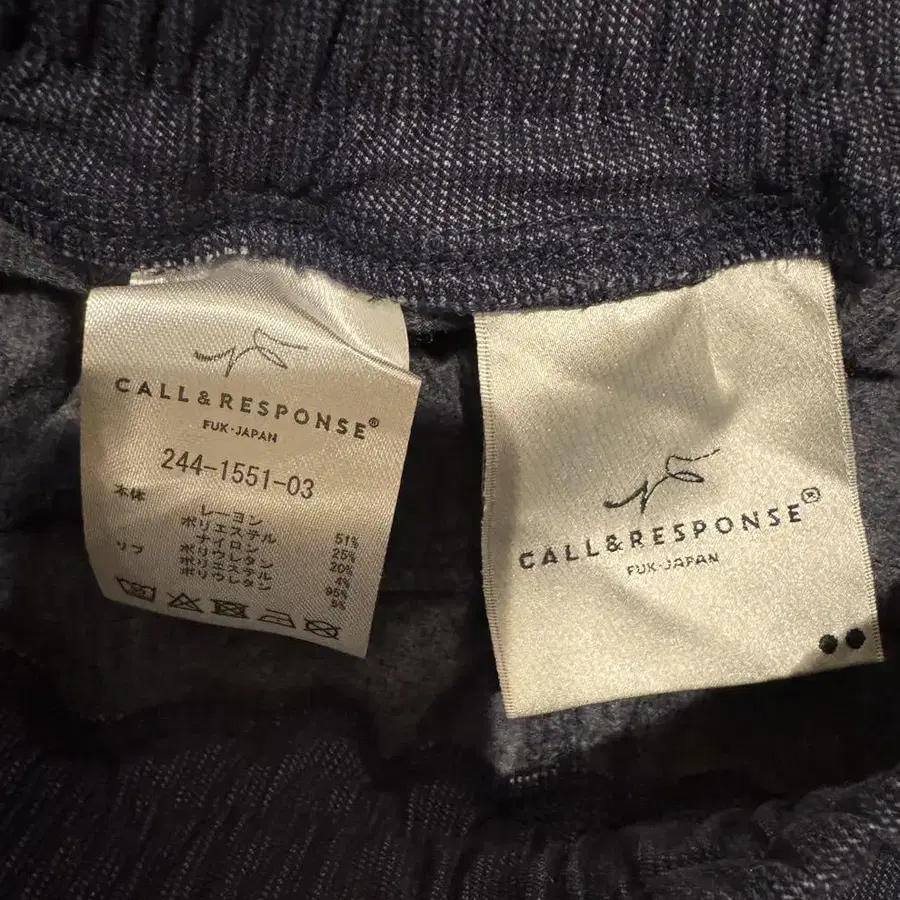 CALL&RESPONSE®
FUK-JAPAN
244-1551-03
本体
レーヨン 51%
ポリエステル 25%
ナイロン 20%
ポリウレタン 4%
リブ
ポリエステル 95%
ポリウレタン 5%
CALL&RESPONSE®
FUK-JAPAN